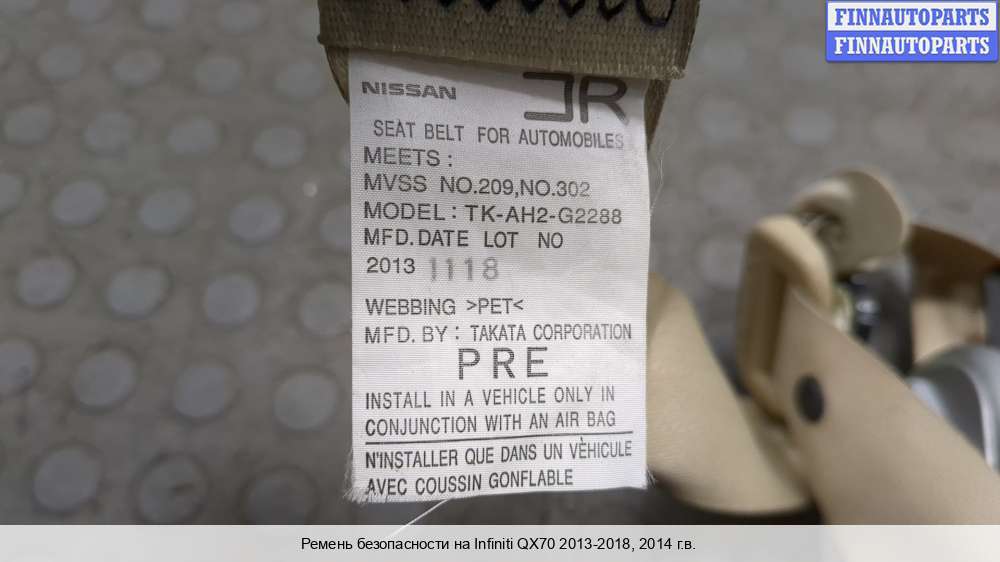 FINNAUTOPARTS
FINNAUTOPARTS
NISSAN JR
SEAT BELT FOR AUTOMOBILES
MEETS :
MVSS NO.209,NO.302
MODEL : TK-AH2-G2288
MFD.DATE LOT NO
2013 1118
WEBBING >PET<
MFD. BY : TAKATA CORPORATION
PRE
INSTALL IN A VEHICLE ONLY IN
CONJUNCTION WITH AN AIR BAG
N'INSTALLER QUE DANS UN VÈHICULE
AVEC COUSSIN GONFLABLE
Ремень безопасности на Infiniti QX70 2013-2018, 2014 г.в.